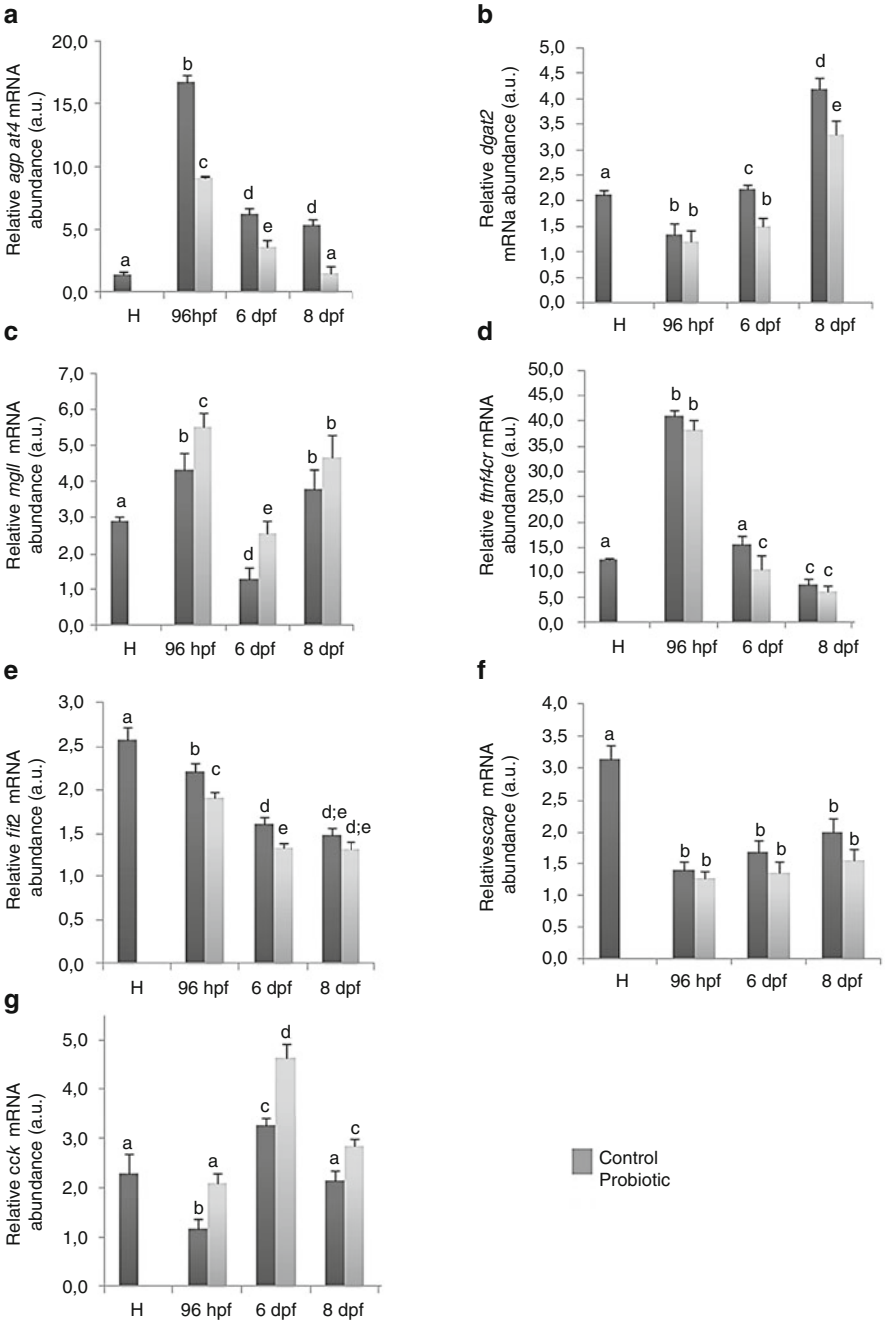 a
Relative agp at4 mRNA
abundance (a.u.)
20,0
15,0
10,0
5,0
0,0
a
b
c
d
e
d
a
H 96hpf 6 dpf 8 dpf
b
Relative dgat2
mRNa abundance (a.u.)
5,0
4,5
4,0
3,5
3,0
2,5
2,0
1,5
1,0
0,5
0,0
a
b b
c
b
d
e
H 96 hpf 6 dpf 8 dpf
c
Relative mgll mRNA
abundance (a.u.)
7,0
6,0
5,0
4,0
3,0
2,0
1,0
0,0
a
b
c
d
e
b
b
H 96 hpf 6 dpf 8 dpf
d
Relative ftnf4cr mRNA
abundance (a.u.)
50,0
45,0
40,0
35,0
30,0
25,0
20,0
15,0
10,0
5,0
0,0
a
b b
a
c
c c
H 96 hpf 6 dpf 8 dpf
e
Relative fit2 mRNA
abundance (a.u.)
3,0
2,5
2,0
1,5
1,0
0,5
0,0
a
b
c
d
e
d;e
d;e
H 96 hpf 6 dpf 8 dpf
f
Relativescap mRNA
abundance (a.u.)
4,0
3,5
3,0
2,5
2,0
1,5
1,0
0,5
0,0
a
b b
b
b
b
b
H 96 hpf 6 dpf 8 dpf
g
Relative cck mRNA
abundance (a.u.)
5,0
4,0
3,0
2,0
1,0
0,0
a
b
a
c
d
a
c
H 96 hpf 6 dpf 8 dpf
Control
Probiotic